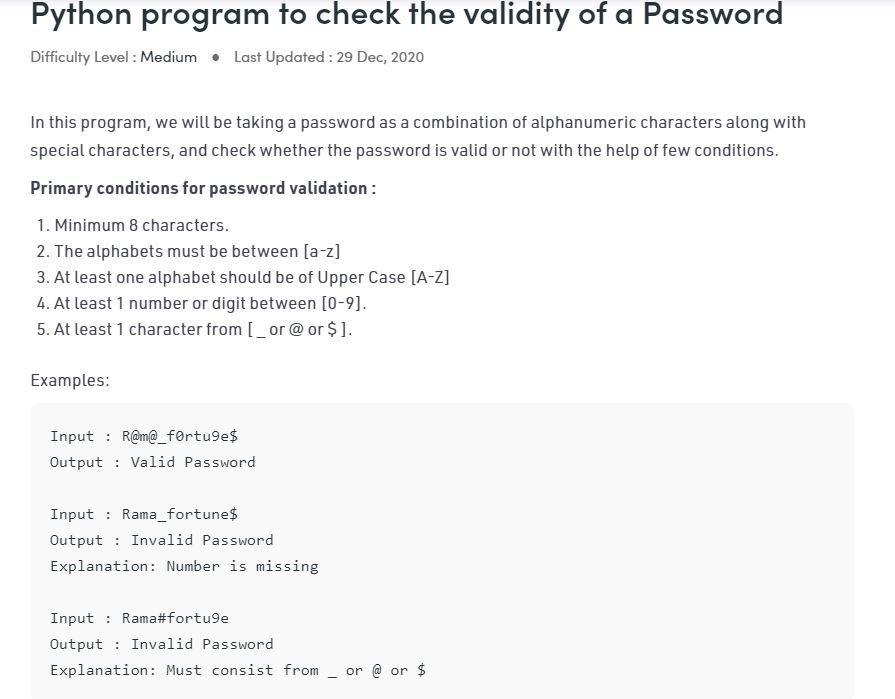 Python program to check the validity of a Password
Difficulty Level : Medium ● Last Updated : 29 Dec, 2020
In this program, we will be taking a password as a combination of alphanumeric characters along with
special characters, and check whether the password is valid or not with the help of few conditions.
Primary conditions for password validation :
1. Minimum 8 characters.
2. The alphabets must be between [a-z]
3. At least one alphabet should be of Upper Case [A-Z]
4. At least 1 number or digit between [0-9].
5. At least 1 character from [ _ or @ or $ ].
Examples:
Input : R@m@_f0rtu9e$
Output : Valid Password
Input : Rama_fortune$
Output : Invalid Password
Explanation: Number is missing
Input : Rama#fortu9e
Output : Invalid Password
Explanation: Must consist from _ or @ or $